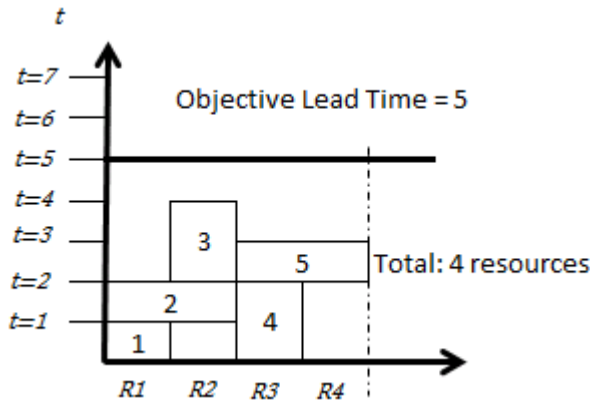 t
t=7
Objective Lead Time = 5
t=6
t=5
t=4
t=3
3
5
Total: 4 resources
t=2
2
t=1
4
1
R1 R2 R3 R4